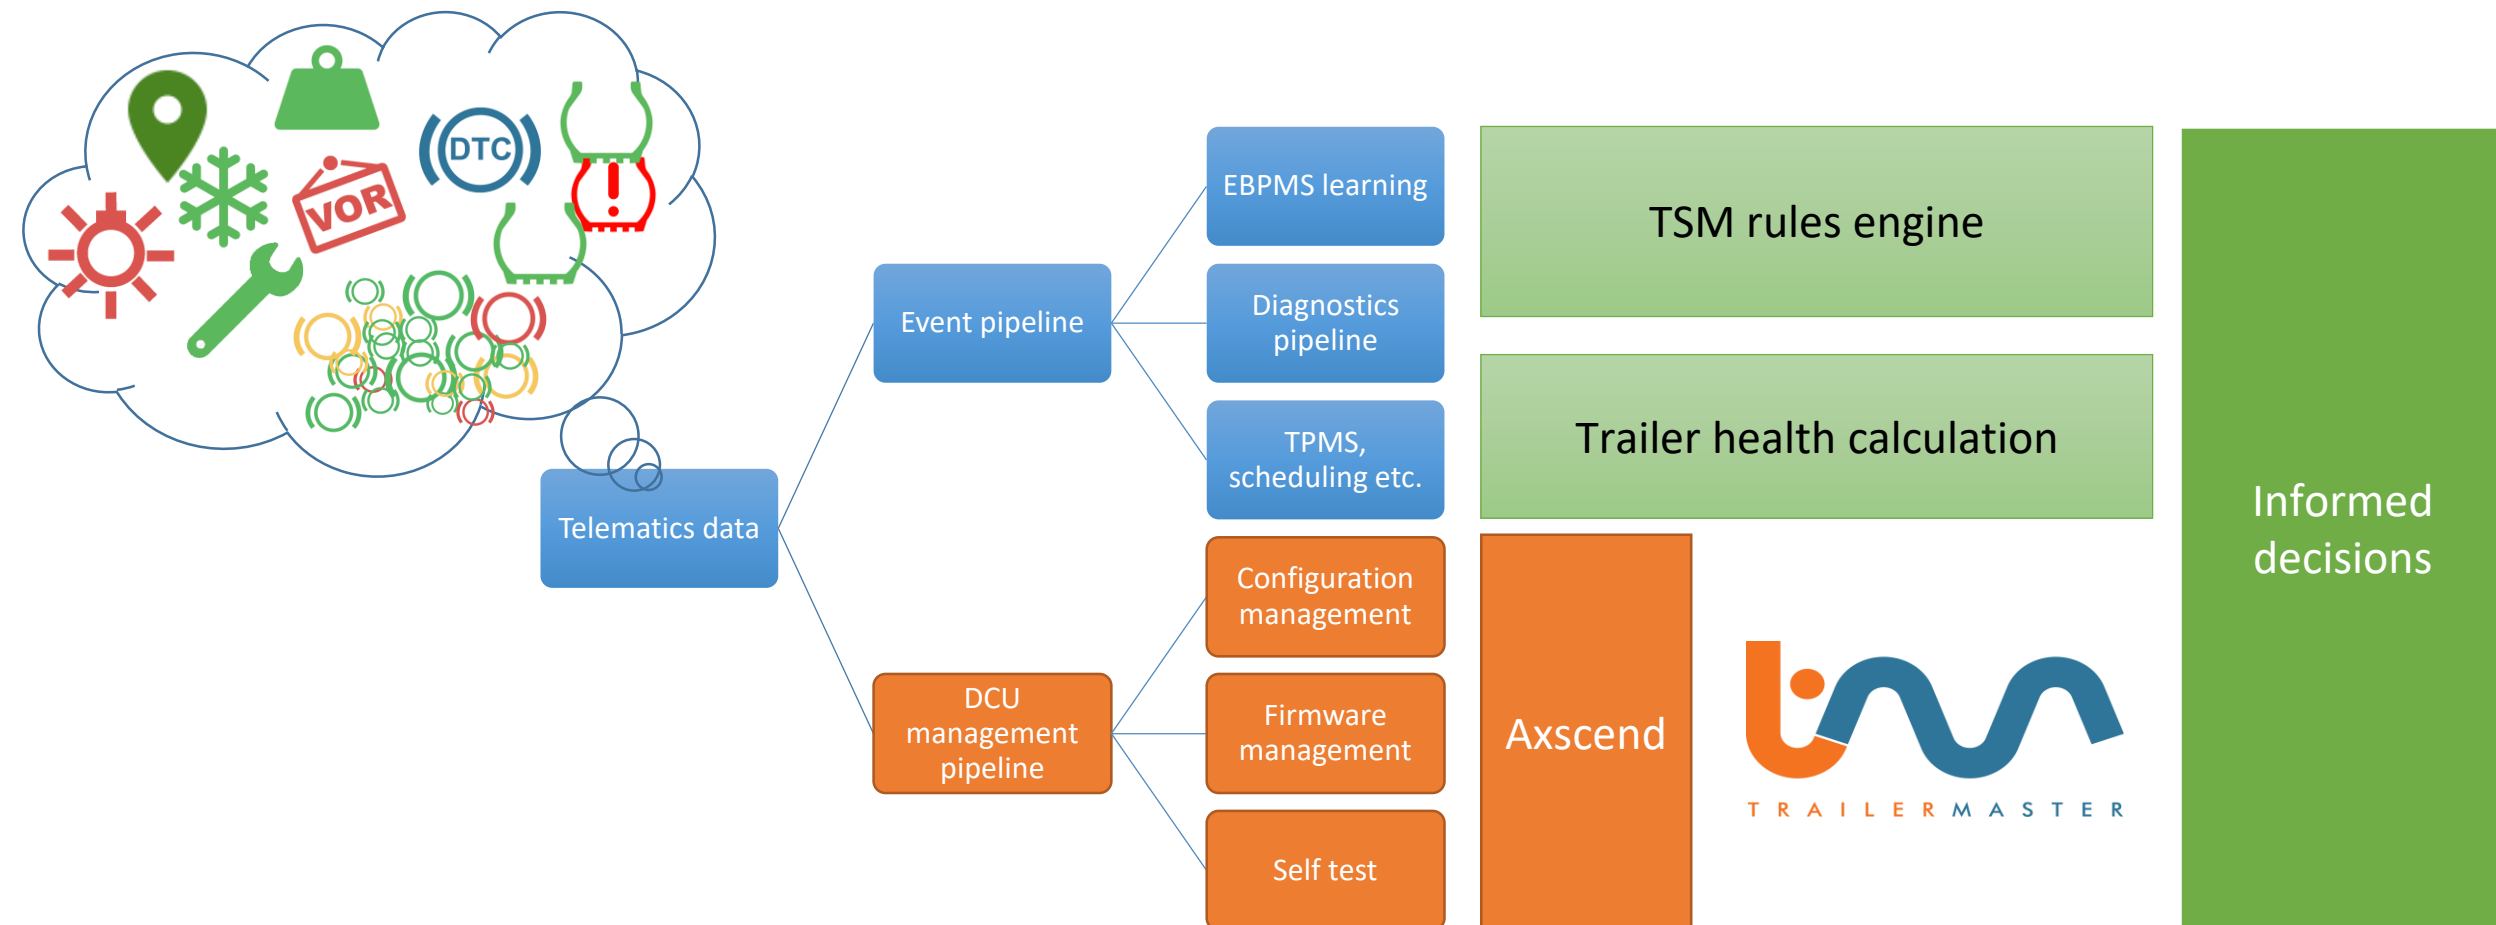 DTC
VOR
EBPMS learning
TSM rules engine
Event pipeline
Diagnostics
pipeline
TPMS,
scheduling etc.
Trailer health calculation
Telematics data
Informed
decisions
Configuration
management
DCU
management
pipeline
Firmware
management
Axscend
TRAILERMASTER
Self test